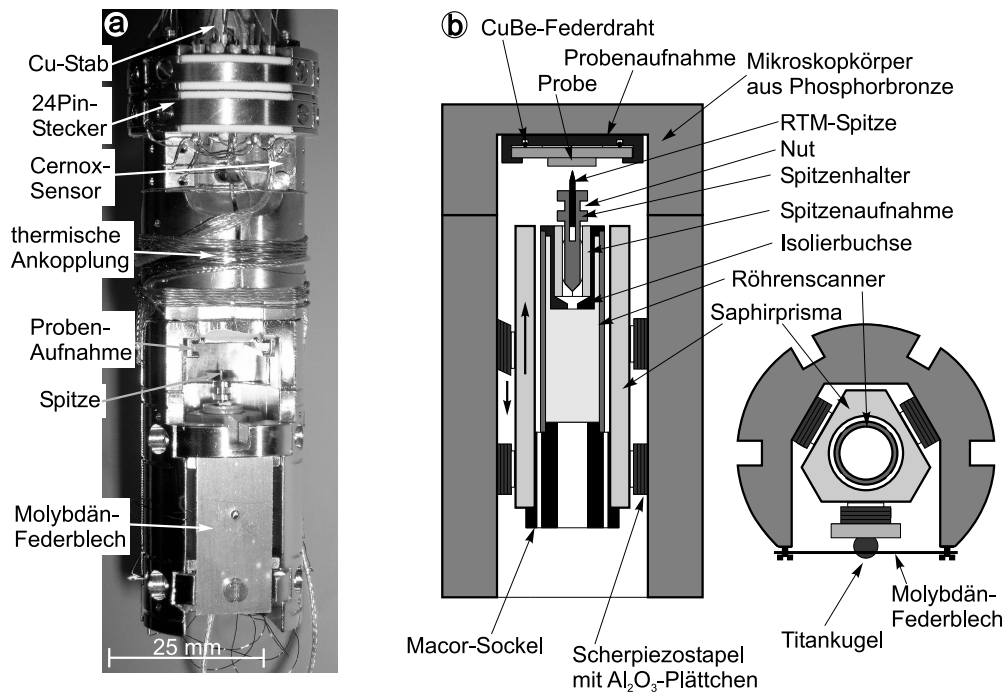 a
Cu-Stab
24Pin-
Stecker
Cernox-
Sensor
thermische
Ankopplung
Proben-
Aufnahme
Spitze
Molybdän-
Federblech
25 mm
b
CuBe-Federdraht
Probenaufnahme
Probe
Mikroskopkörper
aus Phosphorbronze
RTM-Spitze
Nut
Spitzenhalter
Spitzenaufnahme
Isolierbuchse
Röhrenscanner
Saphirprisma
Macor-Sockel
Scherpiezostapel
mit Al₂O₃-Plättchen
Titankugel
Molybdän-
Federblech